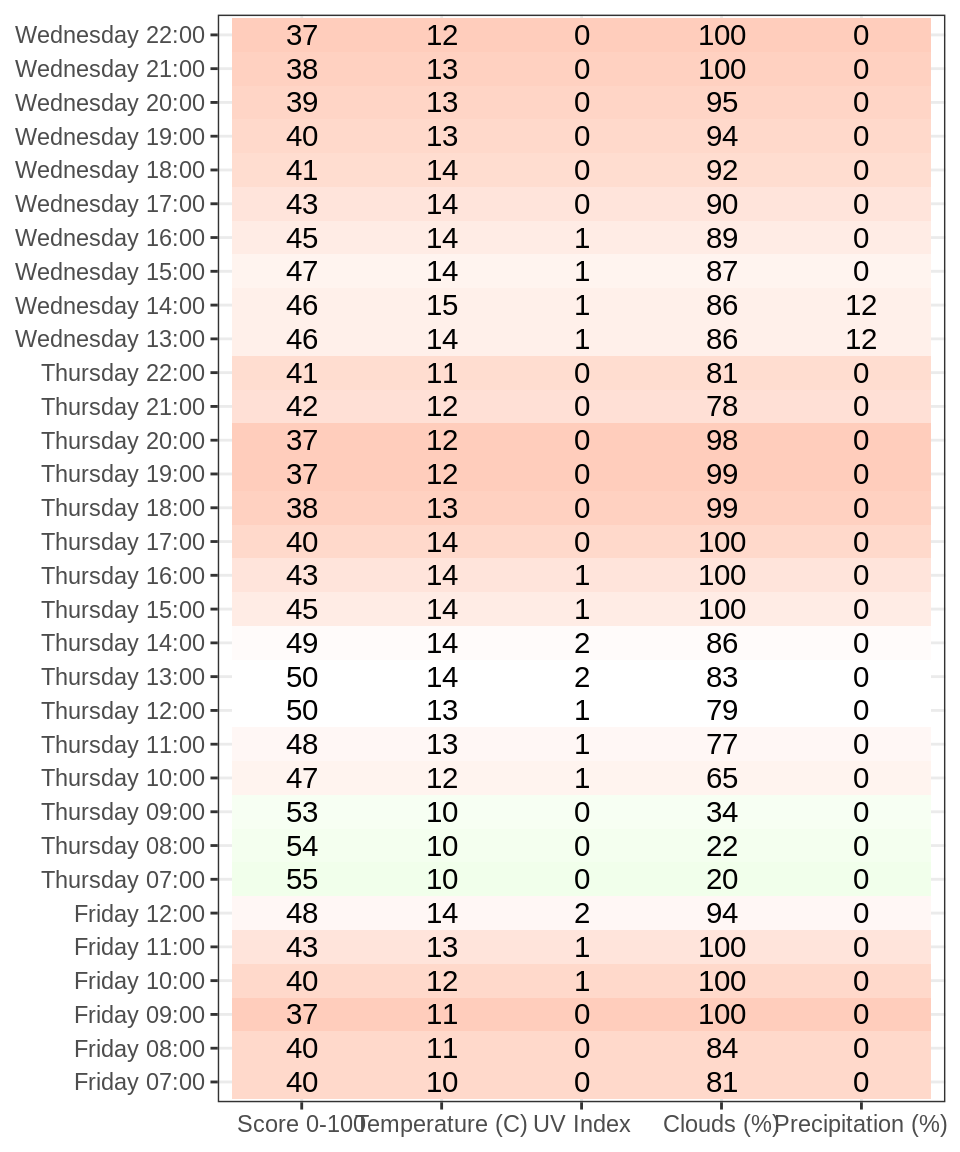 Wednesday 22:00 37 12 0 100 0
Wednesday 21:00 38 13 0 100 0
Wednesday 20:00 39 13 0 95 0
Wednesday 19:00 40 13 0 94 0
Wednesday 18:00 41 14 0 92 0
Wednesday 17:00 43 14 0 90 0
Wednesday 16:00 45 14 1 89 0
Wednesday 15:00 47 14 1 87 0
Wednesday 14:00 46 15 1 86 12
Wednesday 13:00 46 14 1 86 12
Thursday 22:00 41 11 0 81 0
Thursday 21:00 42 12 0 78 0
Thursday 20:00 37 12 0 98 0
Thursday 19:00 37 12 0 99 0
Thursday 18:00 38 13 0 99 0
Thursday 17:00 40 14 0 100 0
Thursday 16:00 43 14 1 100 0
Thursday 15:00 45 14 1 100 0
Thursday 14:00 49 14 2 86 0
Thursday 13:00 50 14 2 83 0
Thursday 12:00 50 13 1 79 0
Thursday 11:00 48 13 1 77 0
Thursday 10:00 47 12 1 65 0
Thursday 09:00 53 10 0 34 0
Thursday 08:00 54 10 0 22 0
Thursday 07:00 55 10 0 20 0
Friday 12:00 48 14 2 94 0
Friday 11:00 43 13 1 100 0
Friday 10:00 40 12 1 100 0
Friday 09:00 37 11 0 100 0
Friday 08:00 40 11 0 84 0
Friday 07:00 40 10 0 81 0
Score 0-100 Temperature (C) UV Index Clouds (%) Precipitation (%)